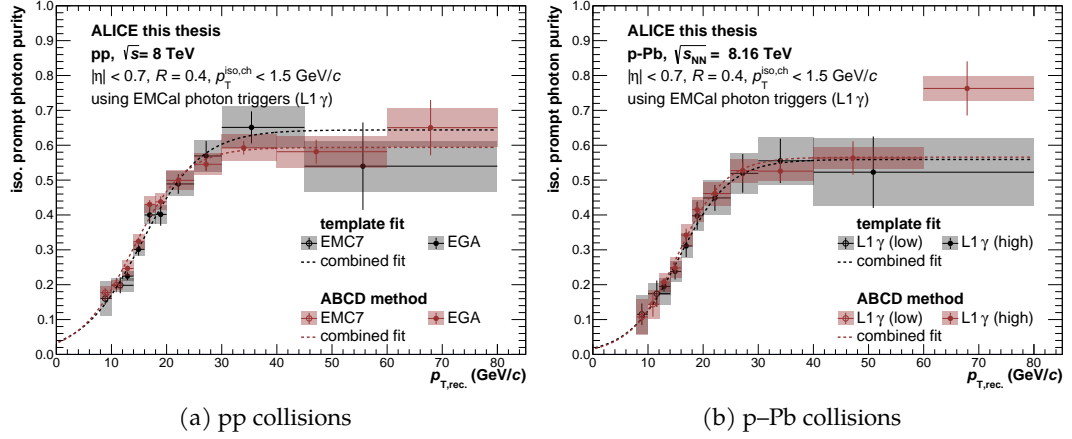 ALICE this thesis
pp, √s = 8 TeV
|η| < 0.7, R = 0.4, p_T^iso,ch < 1.5 GeV/c
using EMCal photon triggers (L1 γ)
iso. prompt photon purity
1.0
0.9
0.8
0.7
0.6
0.5
0.4
0.3
0.2
0.1
0.0
template fit
EMC7 EGA
combined fit
ABCD method
EMC7 EGA
combined fit
0 10 20 30 40 50 60 70 80
p_T,rec. (GeV/c)
(a) pp collisions
ALICE this thesis
p-Pb, √s_NN = 8.16 TeV
|η| < 0.7, R = 0.4, p_T^iso,ch < 1.5 GeV/c
using EMCal photon triggers (L1 γ)
iso. prompt photon purity
1.0
0.9
0.8
0.7
0.6
0.5
0.4
0.3
0.2
0.1
0.0
template fit
L1 γ (low) L1 γ (high)
combined fit
ABCD method
L1 γ (low) L1 γ (high)
combined fit
0 10 20 30 40 50 60 70 80
p_T,rec. (GeV/c)
(b) p–Pb collisions